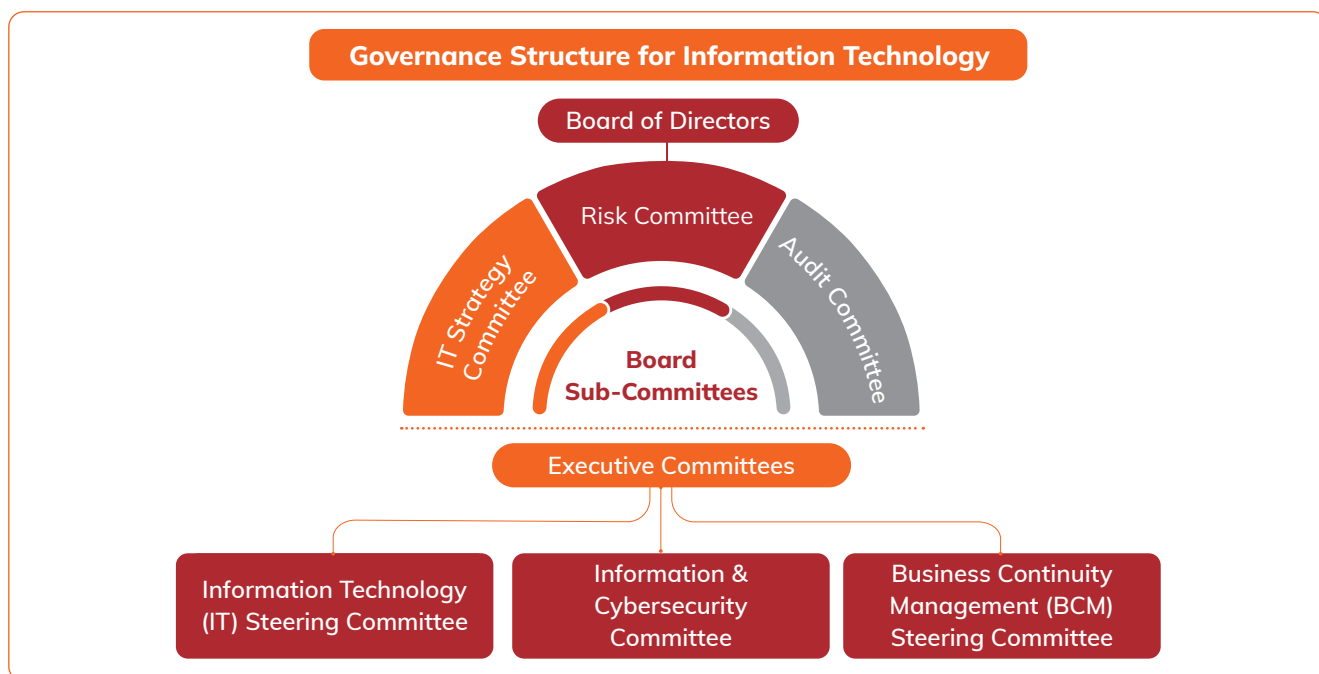 Governance Structure for Information Technology
Board of Directors
Risk Committee
IT Strategy
Committee
Audit Committee
Board
Sub-Committees
Executive Committees
Information Technology
(IT) Steering Committee
Information &
Cybersecurity
Committee
Business Continuity
Management (BCM)
Steering Committee